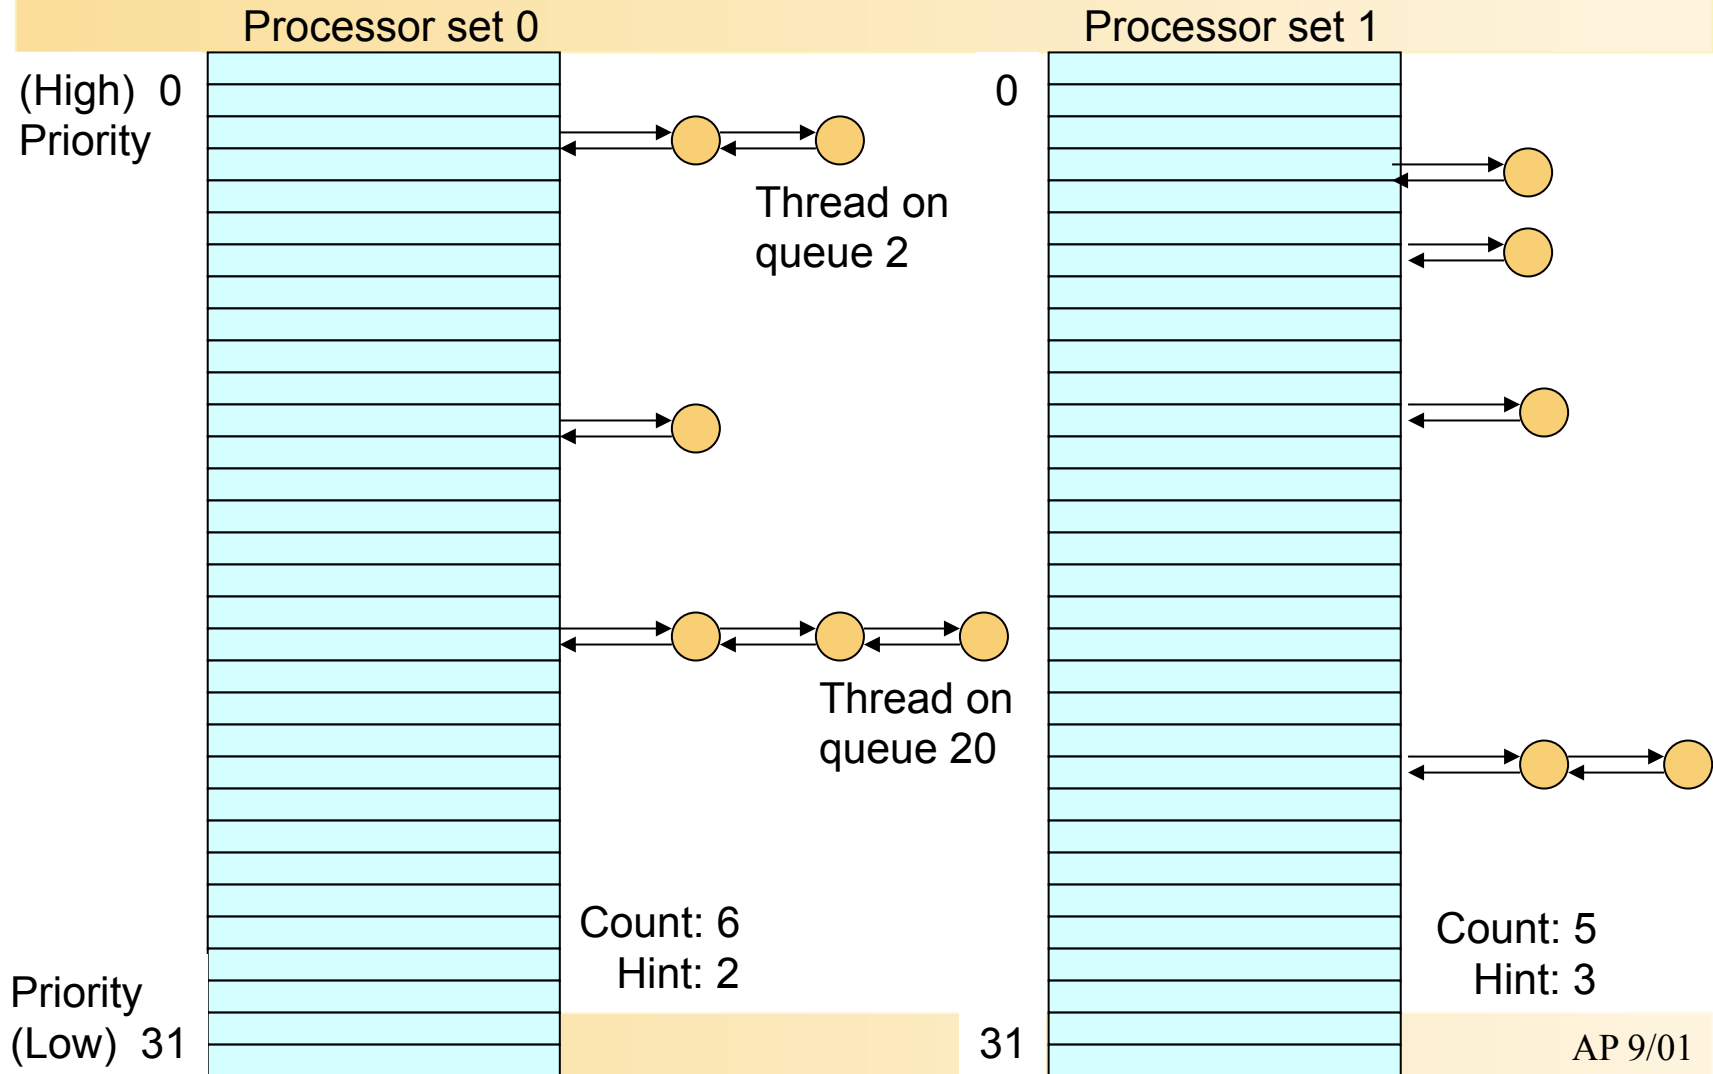 Processor set 0
Processor set 1
(High) 0
Priority
0
Thread on
queue 2
Thread on
queue 20
Count: 6
Hint: 2
Count: 5
Hint: 3
Priority
(Low) 31
31
AP 9/01